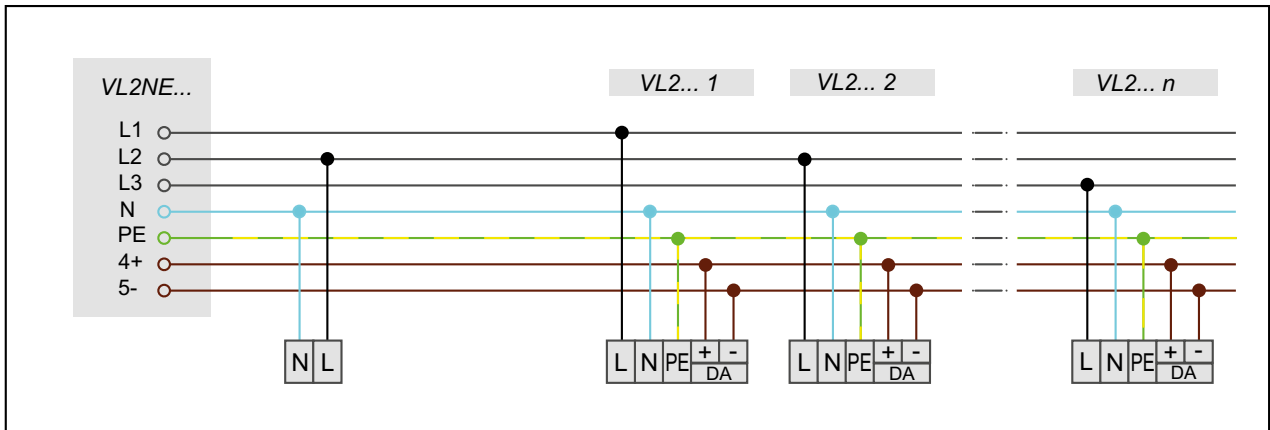 VL2NE...
VL2... 1
VL2... 2
VL2... n
L1
L2
L3
N
PE
4+
5-
N L
L N PE + -
DA
L N PE + -
DA
L N PE + -
DA